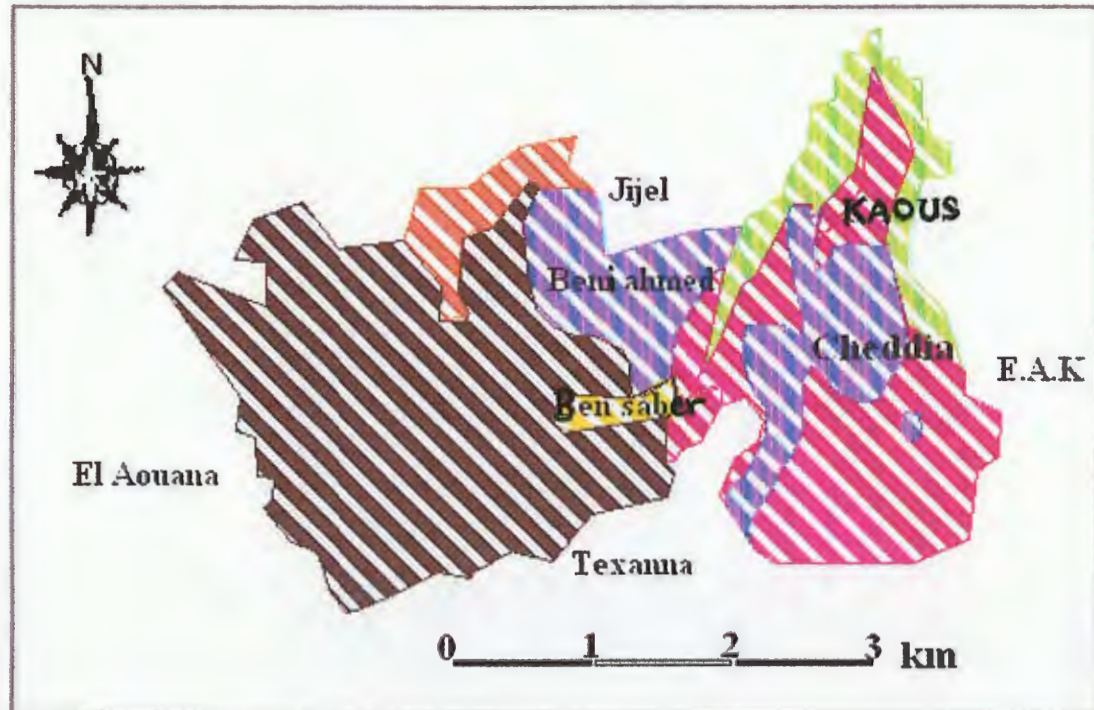 N
Jijel
KAOUS
Beni ahmed
Cheddia
E.A.K
Ben saber
El Aouana
Texanna
0 1 2 3 km